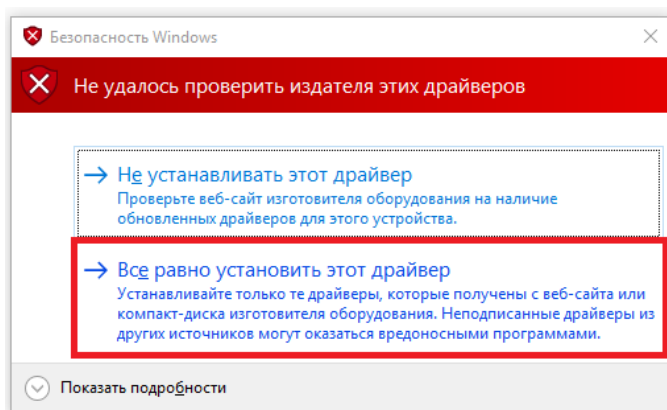 Безопасность Windows
Не удалось проверить издателя этих драйверов
Не устанавливать этот драйвер
Проверьте веб-сайт изготовителя оборудования на наличие
обновленных драйверов для этого устройства.
Все равно установить этот драйвер
Устанавливайте только те драйверы, которые получены с веб-сайта или
компакт-диска изготовителя оборудования. Неподписанные драйверы из
других источников могут оказаться вредоносными программами.
Показать подробности